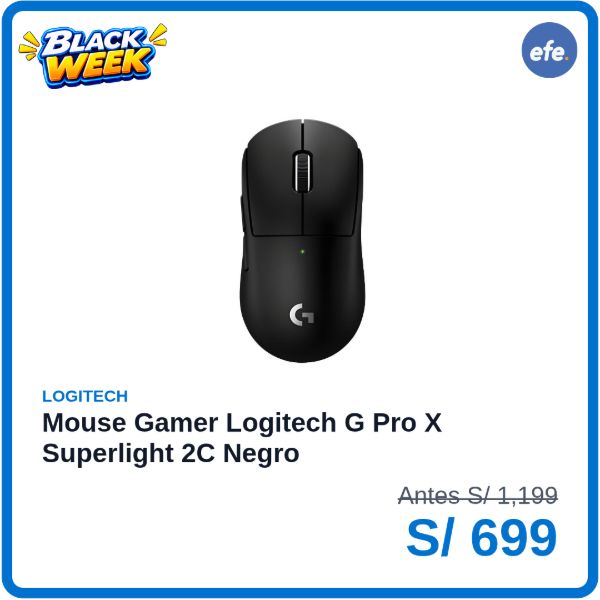 BLACK
WEEK
efe.
LOGITECH
Mouse Gamer Logitech G Pro X
Superlight 2C Negro
Antes S/ 1,199
S/ 699